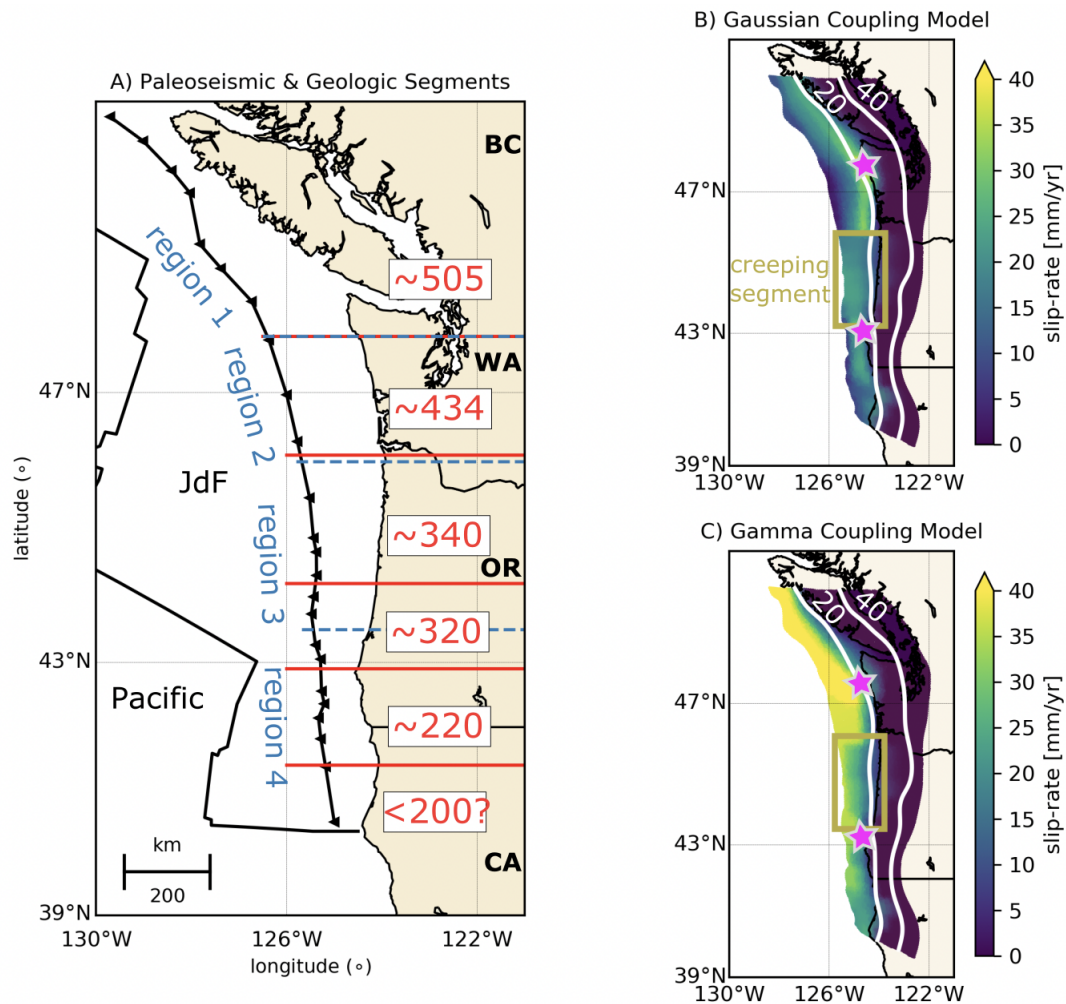 A) Paleoseismic & Geologic Segments
BC
~505
region 1
WA
47°N
region 2
~434
JdF
~340
region 3
OR
~320
43°N
Pacific
region 4
~220
<200?
km
200
CA
39°N
130°W
126°W
122°W
longitude (∘)
latitude (∘)
B) Gaussian Coupling Model
20
40
47°N
creeping
segment
43°N
39°N
130°W
126°W
122°W
40
35
30
25
20
15
10
5
0
slip-rate [mm/yr]
C) Gamma Coupling Model
20
40
47°N
43°N
39°N
130°W
126°W
122°W
40
35
30
25
20
15
10
5
0
slip-rate [mm/yr]